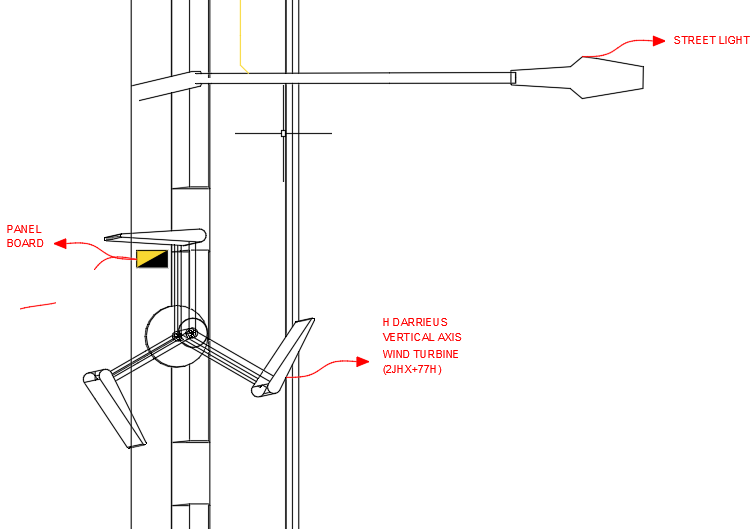 STREET LIGHT
PANEL
BOARD
H DARRIEUS
VERTICAL AXIS
WIND TURBINE
(2JHX+77H)